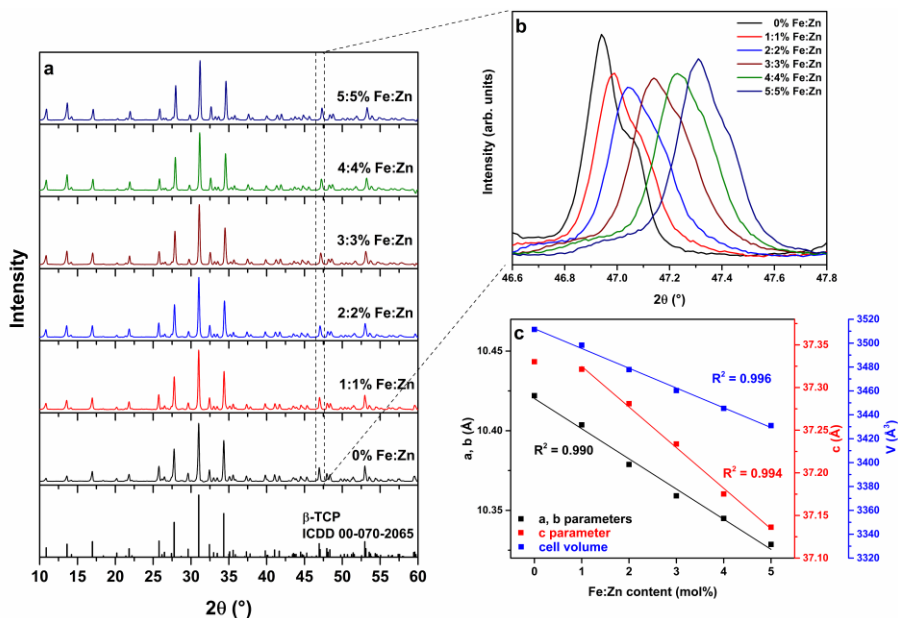 a
5:5% Fe:Zn
4:4% Fe:Zn
3:3% Fe:Zn
2:2% Fe:Zn
1:1% Fe:Zn
0% Fe:Zn
β-TCP
ICDD 00-070-2065
Intensity
10 15 20 25 30 35 40 45 50 55 60
2θ (°)
b
0% Fe:Zn
1:1% Fe:Zn
2:2% Fe:Zn
3:3% Fe:Zn
4:4% Fe:Zn
5:5% Fe:Zn
Intensity (arb. units)
46.6 46.8 47.0 47.2 47.4 47.6 47.8
2θ (°)
c
10.45
10.40
10.35
a, b (Å)
R² = 0.996
R² = 0.990
R² = 0.994
a, b parameters
c parameter
cell volume
37.35
37.30
37.25
37.20
37.15
37.10
c (Å)
3520
3500
3480
3460
3440
3420
3400
3380
3360
3340
3320
V (Å³)
0 1 2 3 4 5
Fe:Zn content (mol%)